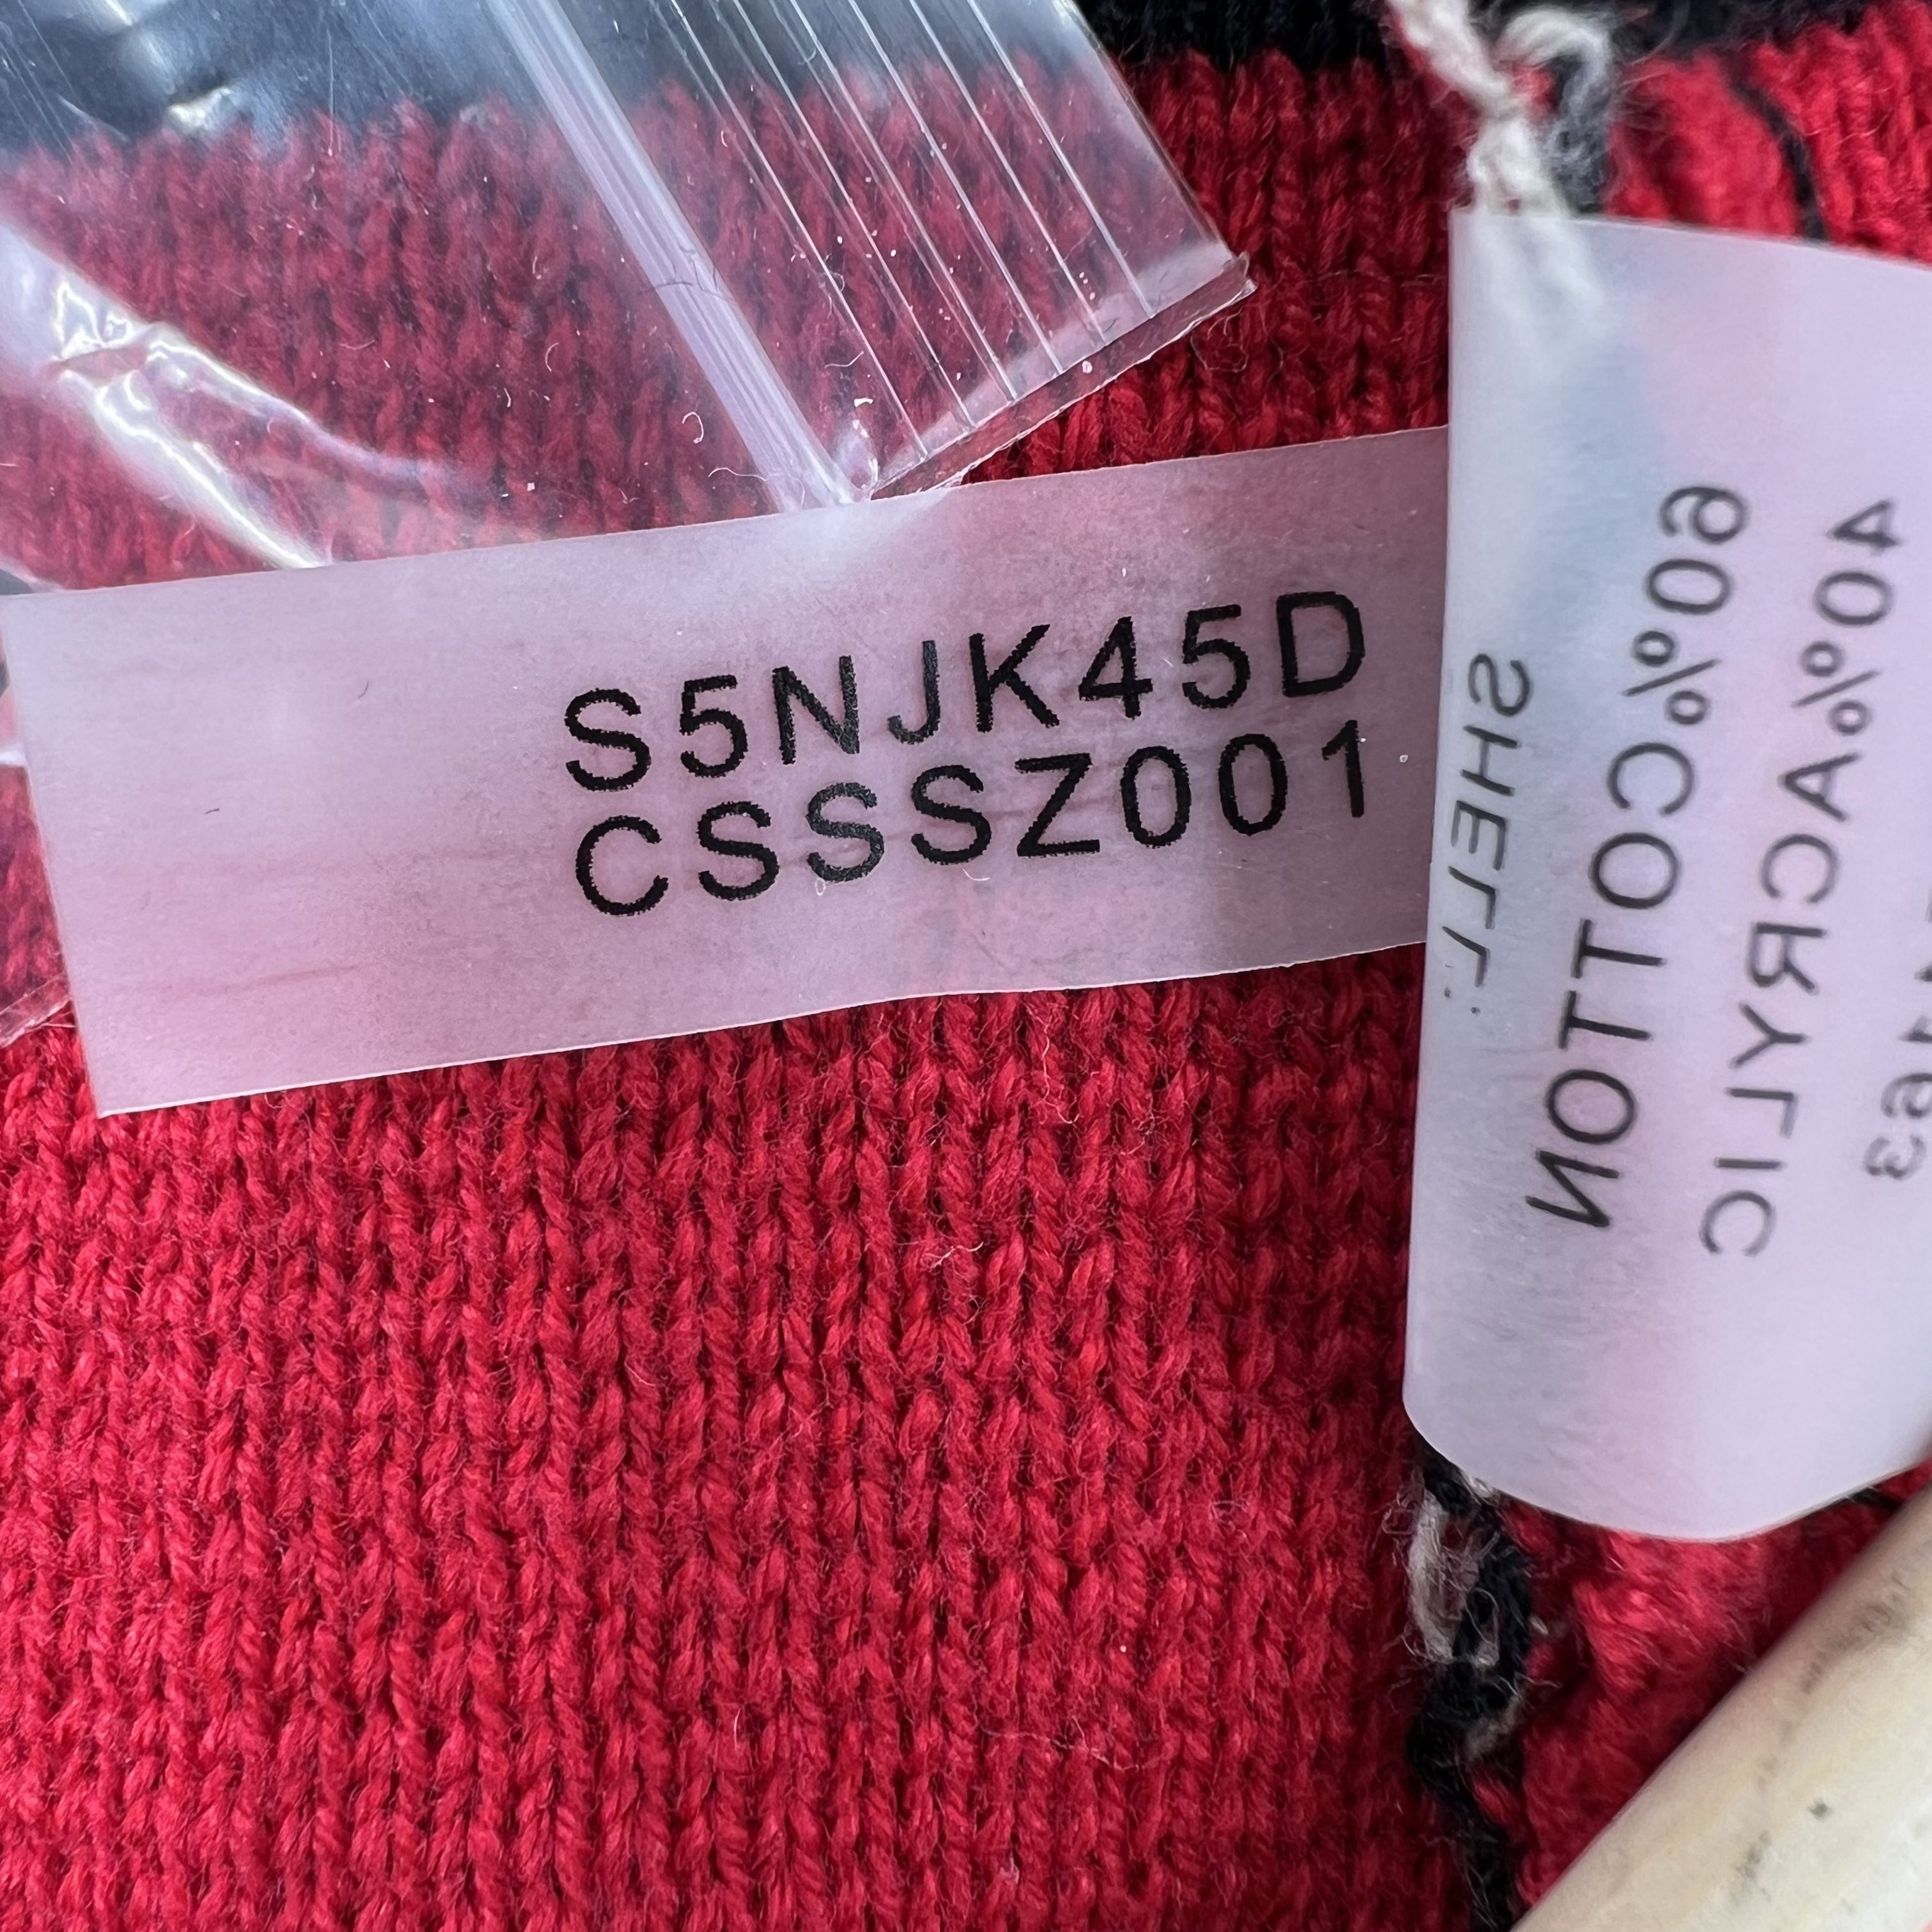 S5NJK45D
CSSSZ001
SHELL:
60%COTTON
40%ACRYLIC